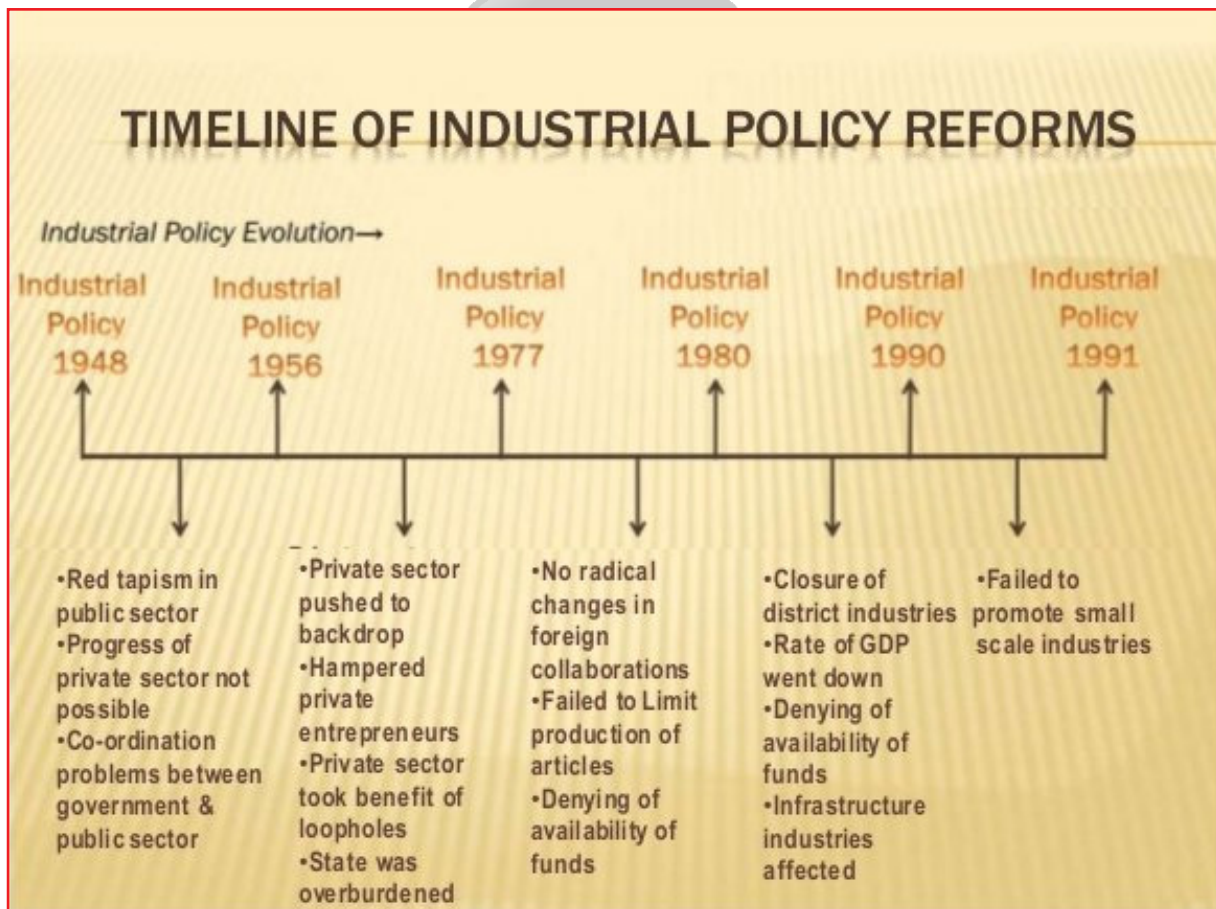 TIMELINE OF INDUSTRIAL POLICY REFORMS
Industrial Policy Evolution→
Industrial
Policy
1948
Industrial
Policy
1956
Industrial
Policy
1977
Industrial
Policy
1980
Industrial
Policy
1990
Industrial
Policy
1991
•Red tapism in
public sector
•Progress of
private sector not
possible
•Co-ordination
problems between
government &
public sector
•Private sector
pushed to
backdrop
•Hampered
private
entrepreneurs
•Private sector
took benefit of
loopholes
•State was
overburdened
•No radical
changes in
foreign
collaborations
•Failed to Limit
production of
articles
•Denying of
availability of
funds
•Closure of
district industries
•Rate of GDP
went down
•Denying of
availability of
funds
•Infrastructure
industries
affected
•Failed to
promote small
scale industries